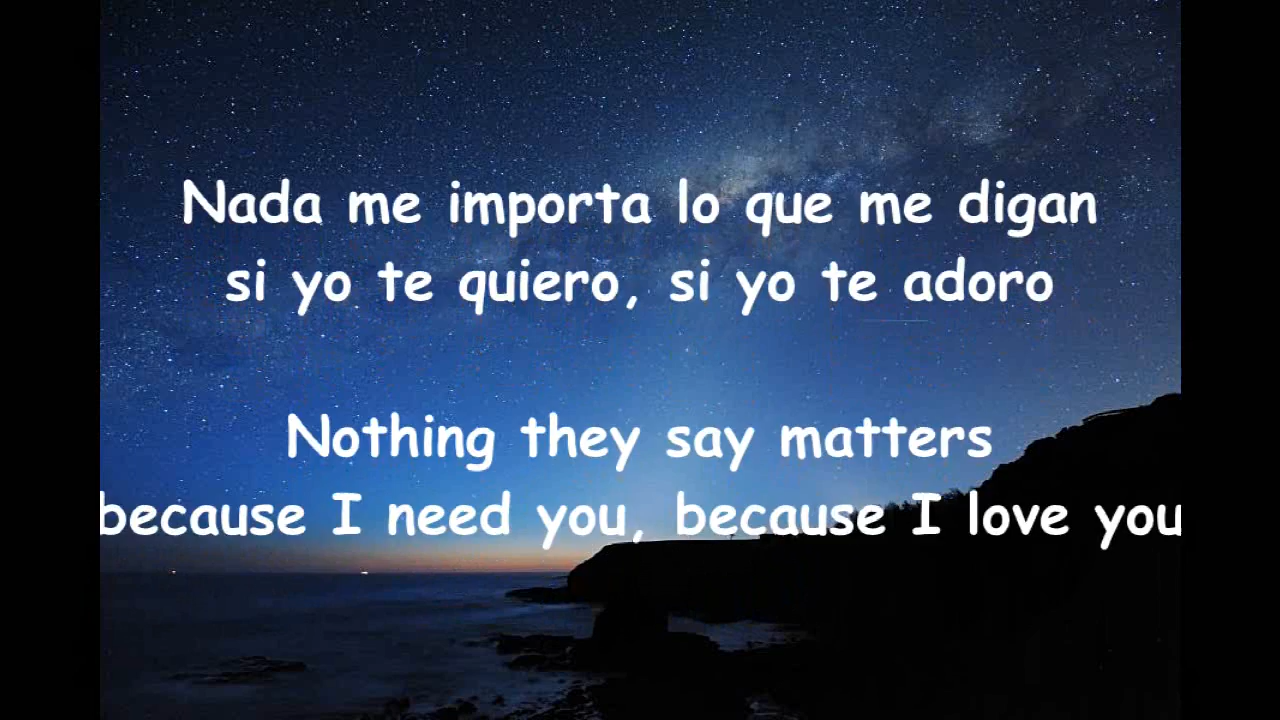 Nada me importa lo que me digan
si yo te quiero, si yo te adoro
Nothing they say matters
because I need you, because I love you